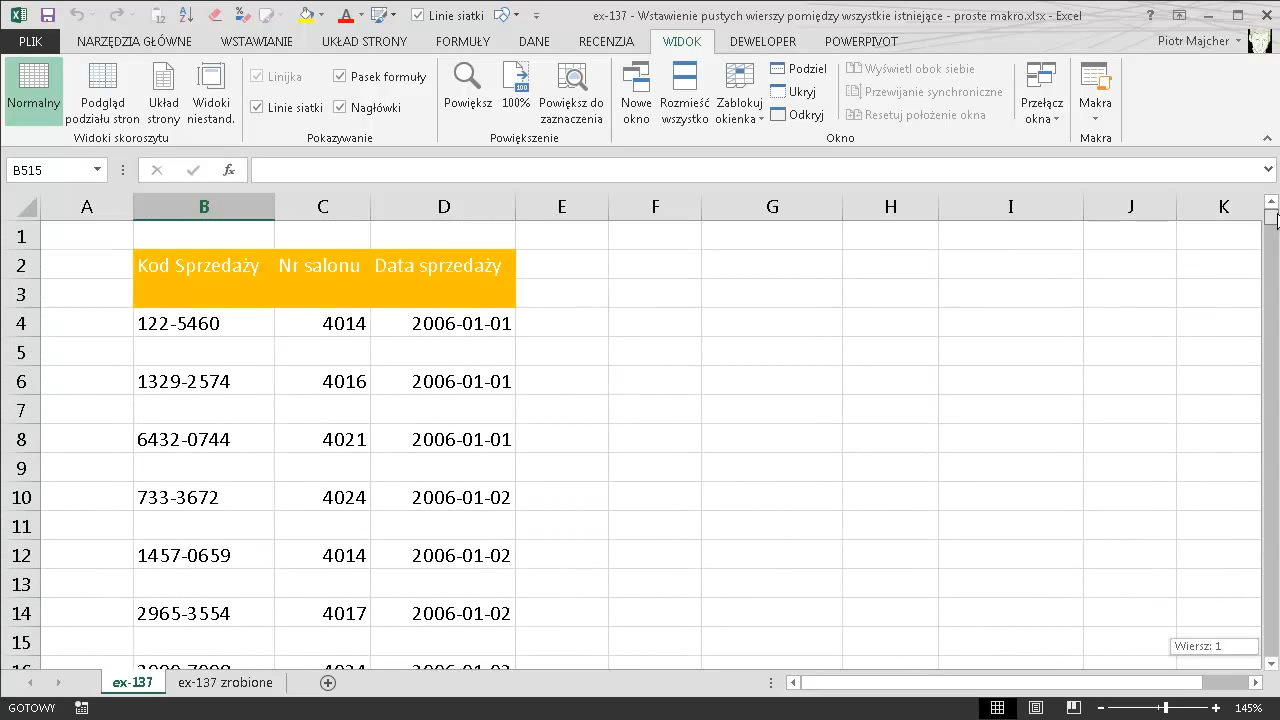 ex-137 - Wstawienie pustych wierszy pomiędzy wszystkie istniejące - proste makro.xlsx - Excel
12
Linie siatki
PLIK NARZĘDZIA GŁÓWNE WSTAWIANIE UKŁAD STRONY FORMUŁY DANE RECENZJA WIDOK DEWELOPER POWERPIVOT Piotr Majcher
Normalny
Podgląd podziału stron
Układ strony
Widoki niestand.
Widoki skoroszytu
Linijka
Pasek formuły
Linie siatki
Nagłówki
Pokazywanie
Powiększ
100
100%
Powiększ do zaznaczenia
Powiększenie
Nowe okno
Rozmieść wszystko
Zablokuj okienka
Podziel
Ukryj
Odkryj
Wyświetl obok siebie
Przewijanie synchroniczne
Resetuj położenie okna
Przełącz okna
Okno
Makra
Makra
B515
fx
A B C D E F G H I J K
1
2 Kod Sprzedaży Nr salonu Data sprzedaży
3
4 122-5460 4014 2006-01-01
5
6 1329-2574 4016 2006-01-01
7
8 6432-0744 4021 2006-01-01
9
10 733-3672 4024 2006-01-02
11
12 1457-0659 4014 2006-01-02
13
14 2965-3554 4017 2006-01-02
15
Wiersz: 1
ex-137 ex-137 zrobione
GOTOWY
145%